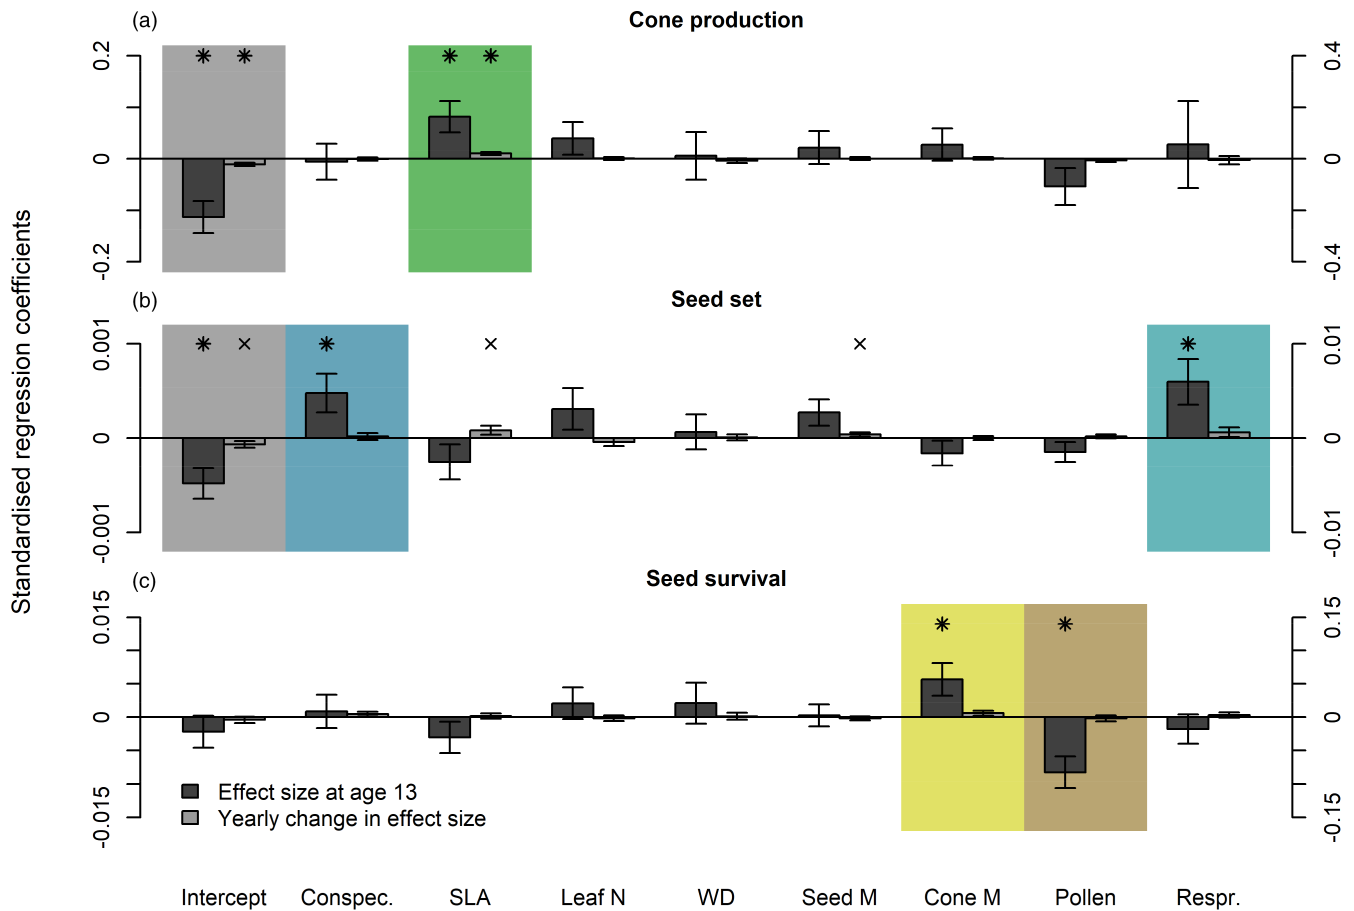 (a) Cone production
0.2 0 -0.2 0.4 0 -0.4
(b) Seed set
0.001 0 -0.001 0.01 0 -0.01
(c) Seed survival
0.015 0 -0.015 0.15 0 -0.15
Standardised regression coefficients
Effect size at age 13
Yearly change in effect size
Intercept Conspec. SLA Leaf N WD Seed M Cone M Pollen Respr.